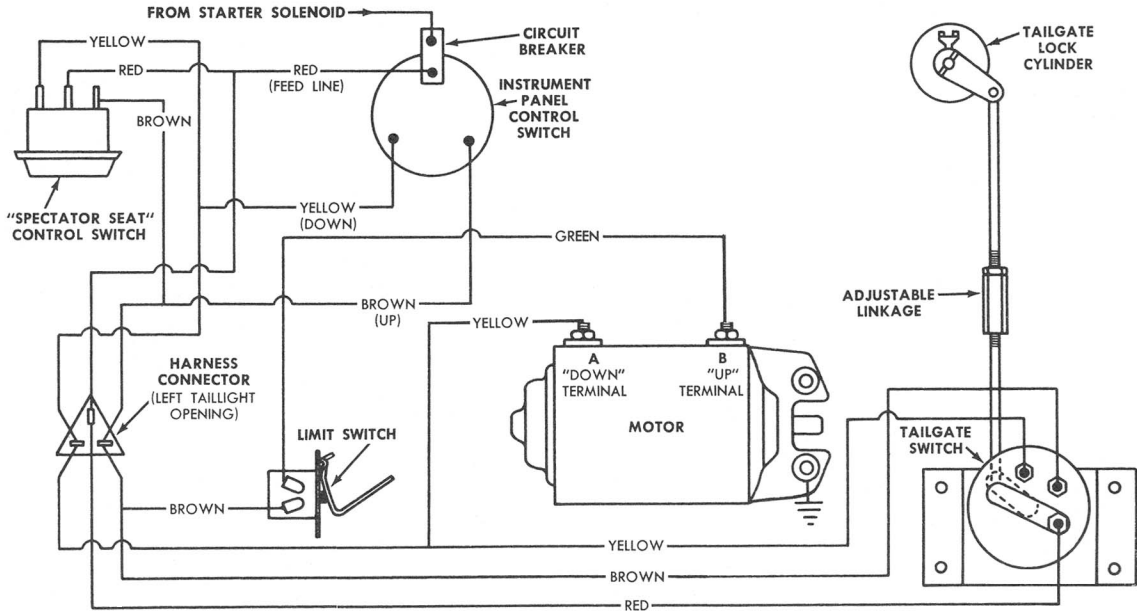 FROM STARTER SOLENOID
YELLOW
CIRCUIT
BREAKER
TAILGATE
LOCK
CYLINDER
RED
RED
(FEED LINE)
INSTRUMENT
PANEL
CONTROL
SWITCH
BROWN
"SPECTATOR SEAT"
CONTROL SWITCH
YELLOW
(DOWN)
GREEN
BROWN
(UP)
ADJUSTABLE
LINKAGE
YELLOW
HARNESS
CONNECTOR
(LEFT TAILLIGHT
OPENING)
A
"DOWN"
TERMINAL
B
"UP"
TERMINAL
MOTOR
LIMIT SWITCH
TAILGATE
SWITCH
BROWN
YELLOW
BROWN
RED